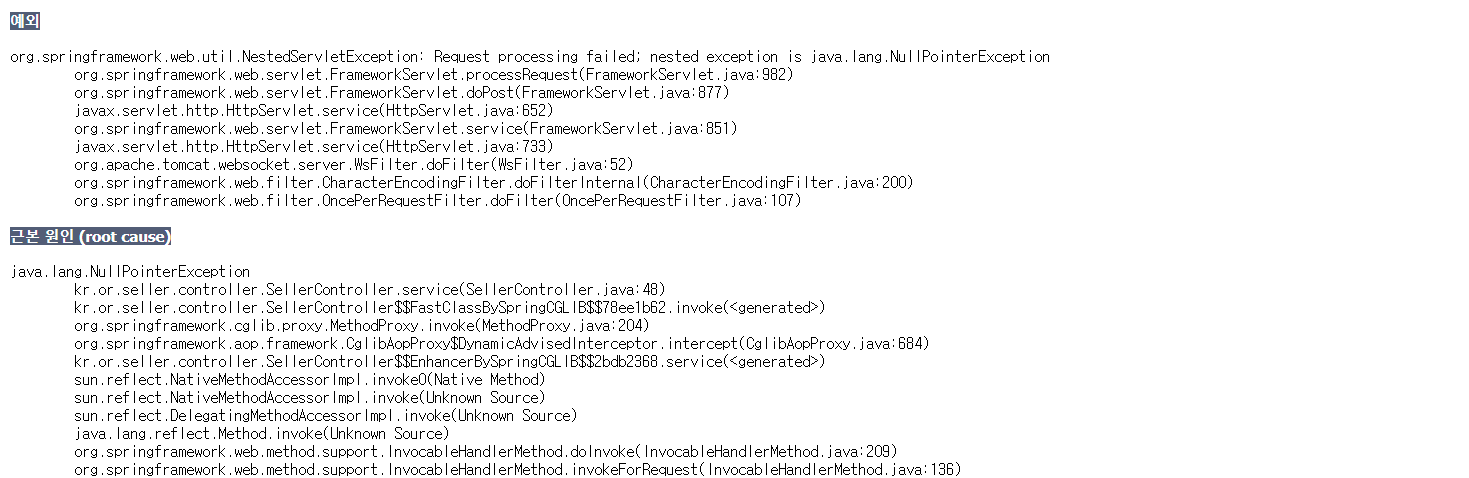 예외
org.springframework.web.util.NestedServletException: Request processing failed; nested exception is java.lang.NullPointerException
org.springframework.web.servlet.FrameworkServlet.processRequest(FrameworkServlet.java:982)
org.springframework.web.servlet.FrameworkServlet.doPost(FrameworkServlet.java:877)
javax.servlet.http.HttpServlet.service(HttpServlet.java:652)
org.springframework.web.servlet.FrameworkServlet.service(FrameworkServlet.java:851)
javax.servlet.http.HttpServlet.service(HttpServlet.java:733)
org.apache.tomcat.websocket.server.WsFilter.doFilter(WsFilter.java:52)
org.springframework.web.filter.CharacterEncodingFilter.doFilterInternal(CharacterEncodingFilter.java:200)
org.springframework.web.filter.OncePerRequestFilter.doFilter(OncePerRequestFilter.java:107)
근본 원인 (root cause)
java.lang.NullPointerException
kr.or.seller.controller.SellerController.service(SellerController.java:48)
kr.or.seller.controller.SellerController$$FastClassBySpringCGLIB$$78ee1b62.invoke(<generated>)
org.springframework.cglib.proxy.MethodProxy.invoke(MethodProxy.java:204)
org.springframework.aop.framework.CglibAopProxy$DynamicAdvisedInterceptor.intercept(CglibAopProxy.java:684)
kr.or.seller.controller.SellerController$$EnhancerBySpringCGLIB$$2bdb2368.service(<generated>)
sun.reflect.NativeMethodAccessorImpl.invoke0(Native Method)
sun.reflect.NativeMethodAccessorImpl.invoke(Unknown Source)
sun.reflect.DelegatingMethodAccessorImpl.invoke(Unknown Source)
java.lang.reflect.Method.invoke(Unknown Source)
org.springframework.web.method.support.InvocableHandlerMethod.doInvoke(InvocableHandlerMethod.java:209)
org.springframework.web.method.support.InvocableHandlerMethod.invokeForRequest(InvocableHandlerMethod.java:136)